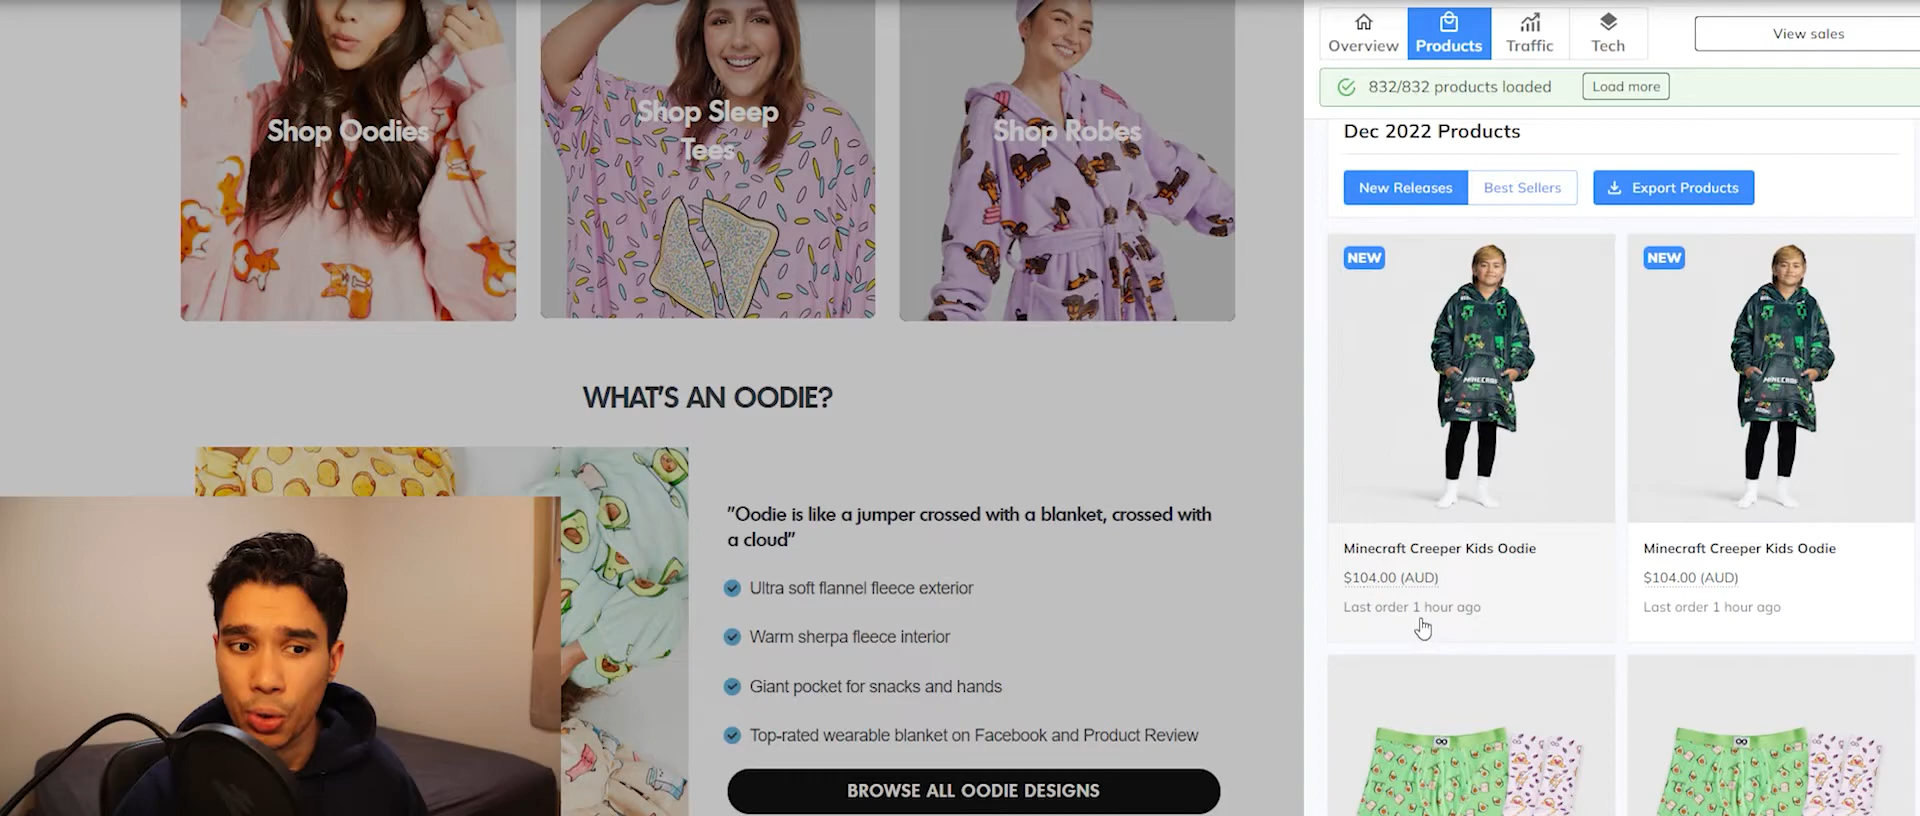 Shop Oodies
Shop Sleep
Tees
Shop Robes
WHAT'S AN OODIE?
"Oodie is like a jumper crossed with a blanket, crossed with
a cloud"
Ultra soft flannel fleece exterior
Warm sherpa fleece interior
Giant pocket for snacks and hands
Top-rated wearable blanket on Facebook and Product Review
BROWSE ALL OODIE DESIGNS
Overview
Products
Traffic
Tech
View sales
832/832 products loaded
Load more
Dec 2022 Products
New Releases
Best Sellers
Export Products
NEW
NEW
MINECRAFT
MINECRAFT
Minecraft Creeper Kids Oodie
Minecraft Creeper Kids Oodie
$104.00 (AUD)
$104.00 (AUD)
Last order 1 hour ago
Last order 1 hour ago